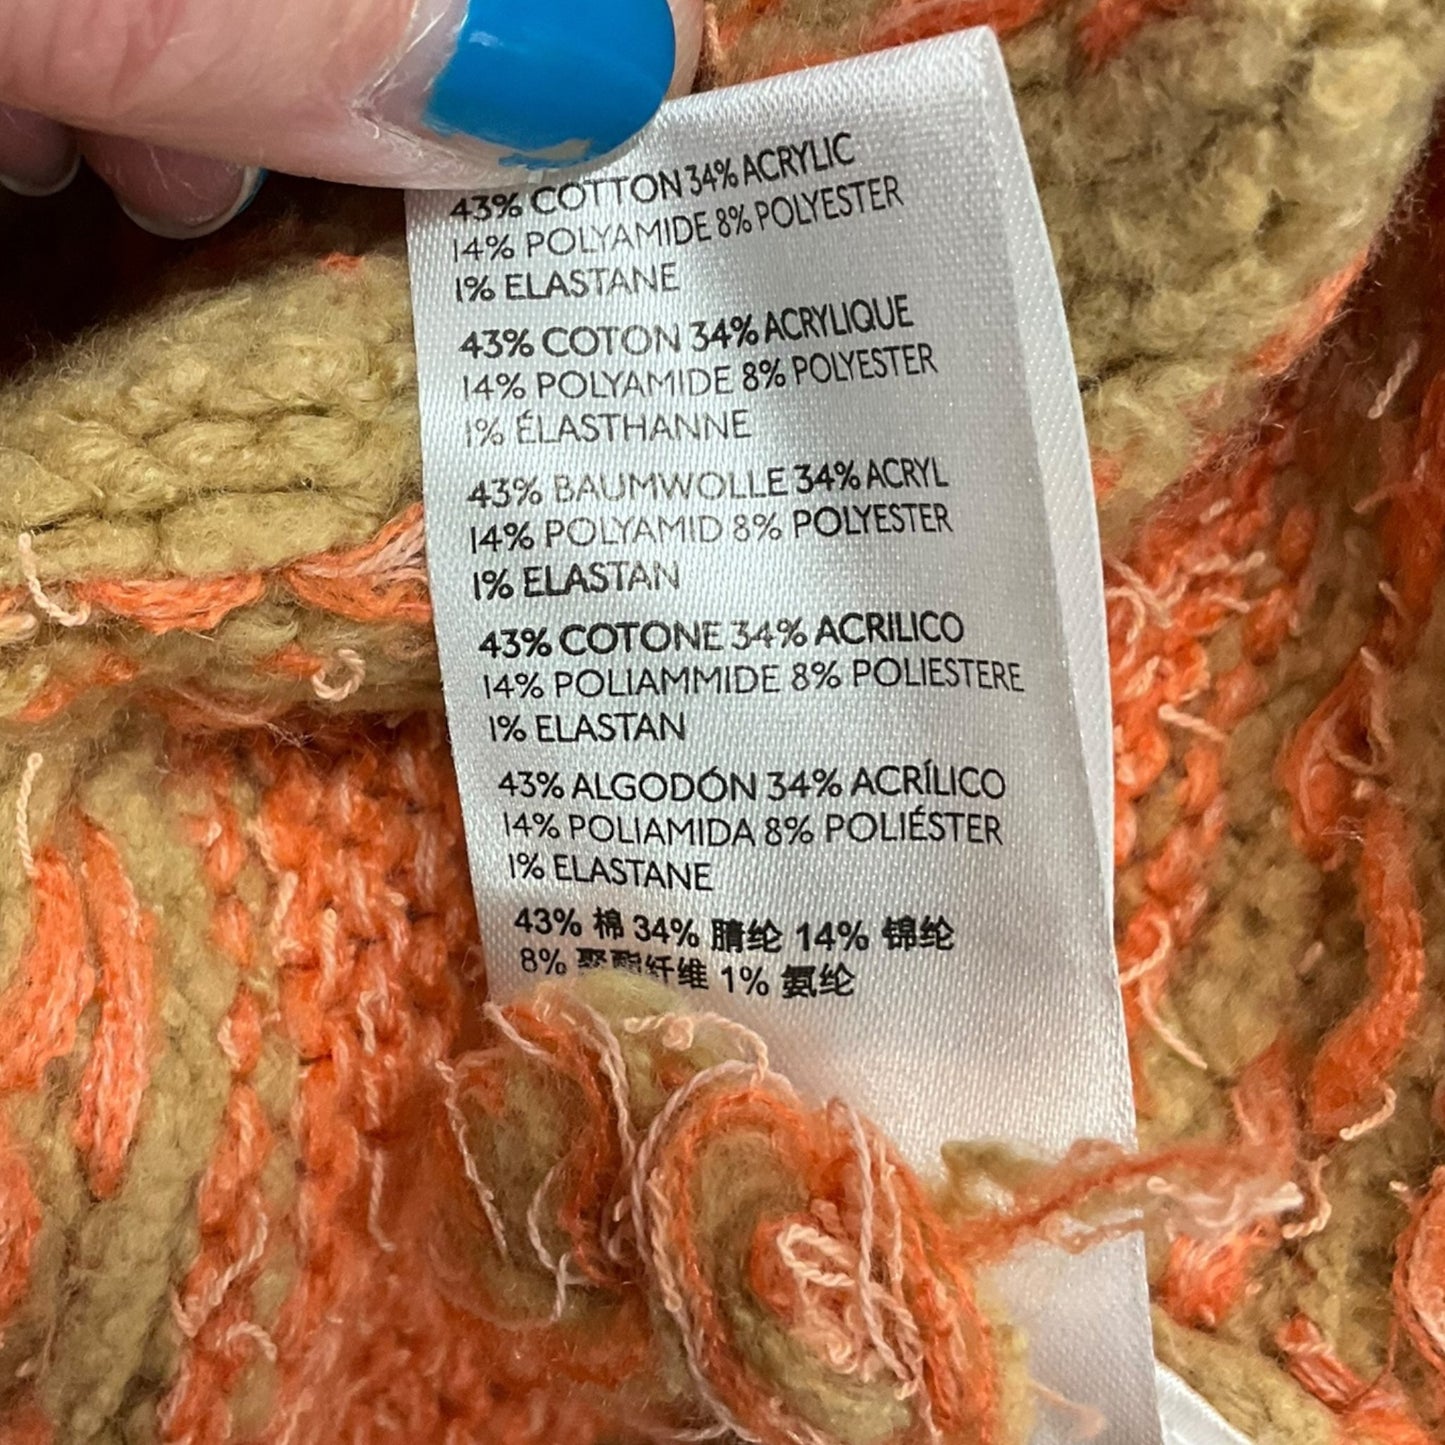 43% COTTON 34% ACRYLIC
14% POLYAMIDE 8% POLYESTER
1% ELASTANE
43% COTON 34% ACRYLIQUE
14% POLYAMIDE 8% POLYESTER
1% ÉLASTHANNE
43% BAUMWOLLE 34% ACRYL
14% POLYAMID 8% POLYESTER
1% ELASTAN
43% COTONE 34% ACRILICO
14% POLIAMMIDE 8% POLIESTERE
1% ELASTAN
43% ALGODÓN 34% ACRÍLICO
14% POLIAMIDA 8% POLIÉSTER
1% ELASTANE
43% 棉 34% 腈纶 14% 锦纶
8% 聚酯纤维 1% 氨纶